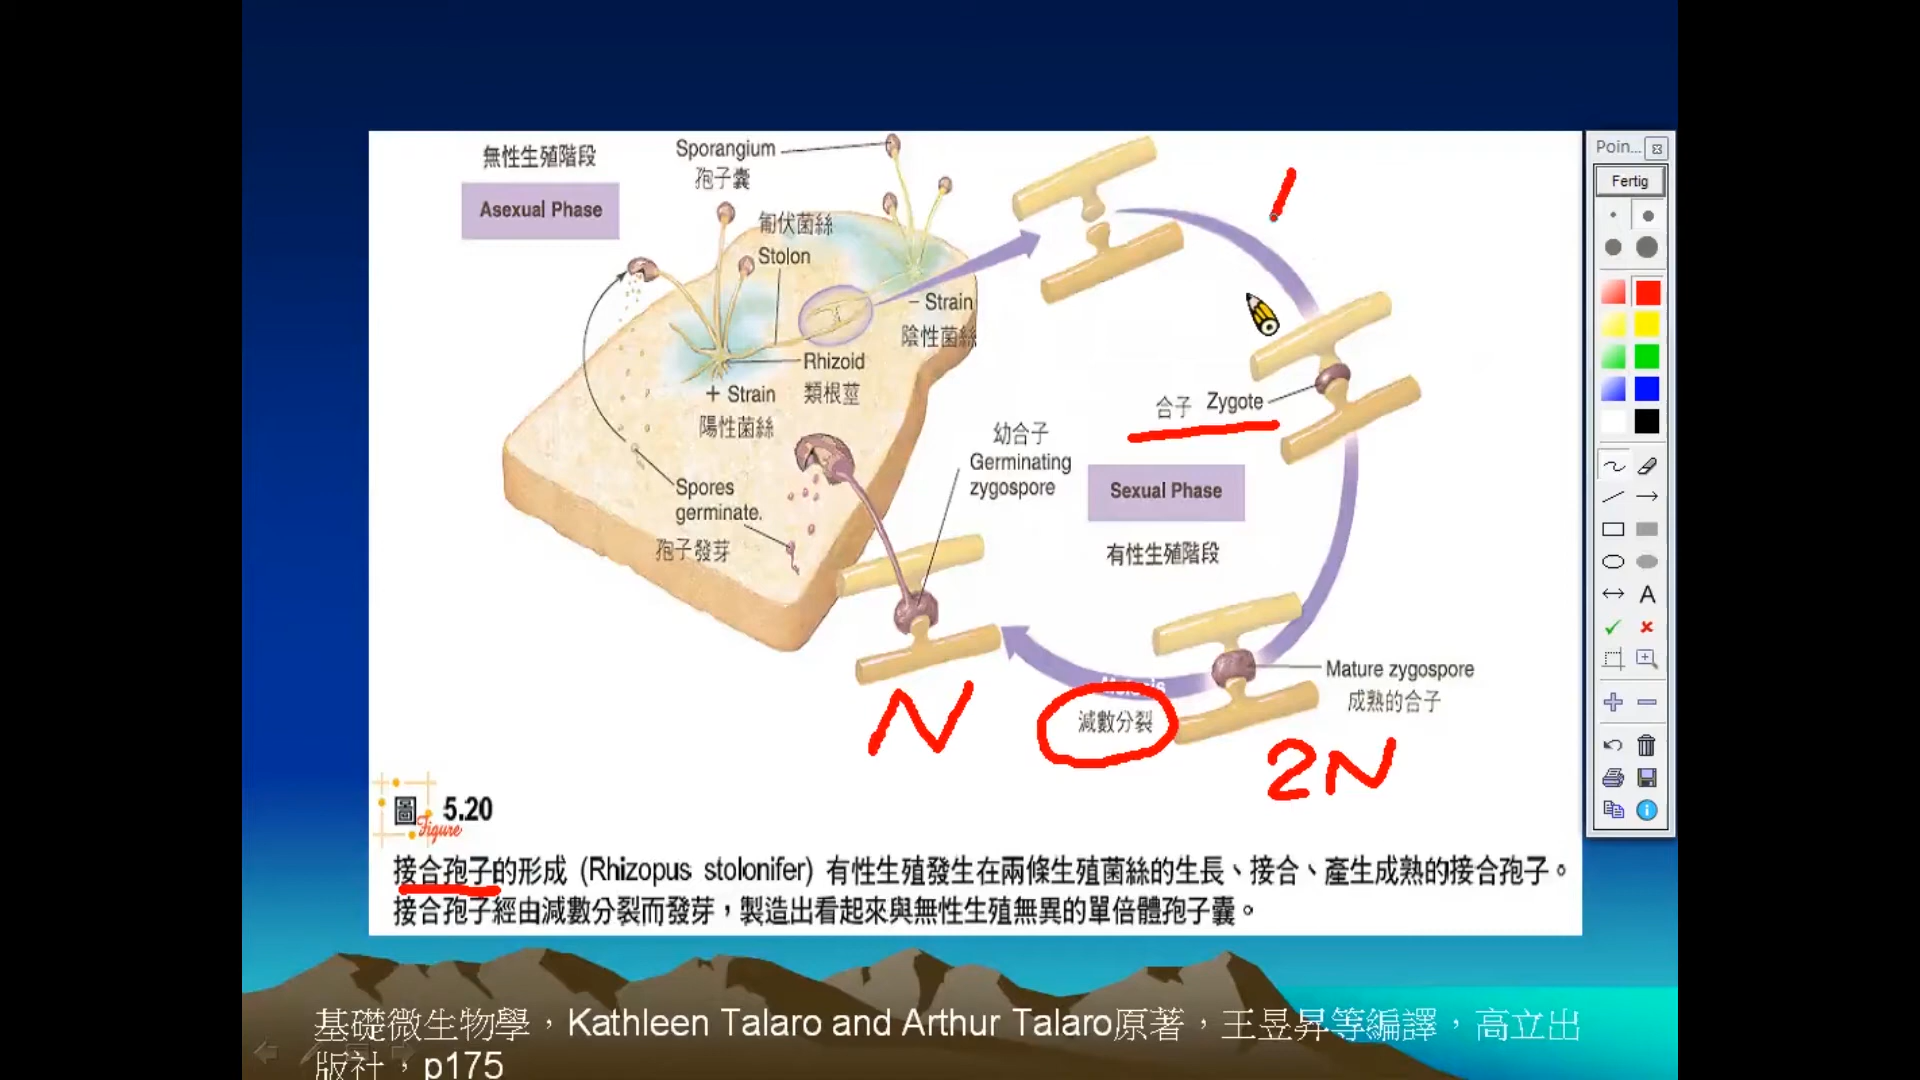 無性生殖階段
Asexual Phase
Sporangium
孢子囊
匍伏菌絲
Stolon
− Strain
陰性菌絲
Rhizoid
類根莖
+ Strain
陽性菌絲
Spores
germinate.
孢子發芽
幼合子
Germinating
zygospore
合子 Zygote
Sexual Phase
有性生殖階段
Mature zygospore
成熟的合子
Meiosis
減數分裂
N
2N
圖 5.20
Figure
接合孢子的形成 (Rhizopus stolonifer) 有性生殖發生在兩條生殖菌絲的生長、接合、產生成熟的接合孢子。
接合孢子經由減數分裂而發芽，製造出看起來與無性生殖無異的單倍體孢子囊。
基礎微生物學，Kathleen Talaro and Arthur Talaro原著，王昱昇等編譯，高立出
版社，p175
Poin...
Fertig
A